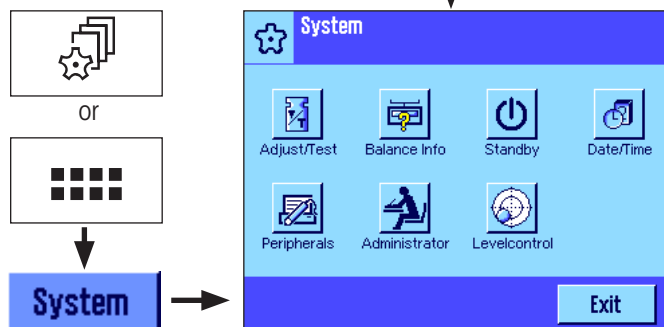 or
System
System
Adjust/Test
Balance Info
Standby
Date/Time
Peripherals
Administrator
Levelcontrol
Exit